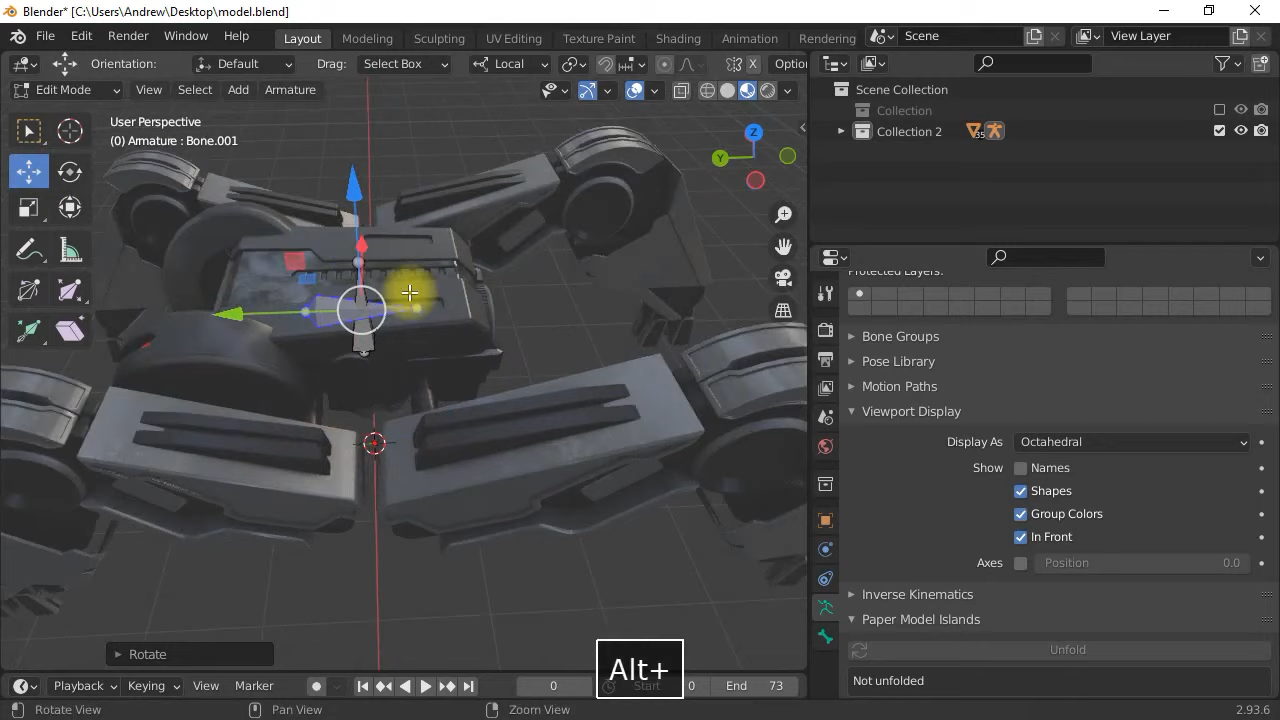 Blender* [C:\Users\Andrew\Desktop\model.blend]
File Edit Render Window Help Layout Modeling Sculpting UV Editing Texture Paint Shading Animation Rendering Scene View Layer
Orientation: Default Drag: Select Box Local X Optio
Edit Mode View Select Add Armature
User Perspective
(0) Armature : Bone.001
Z
Y
Rotate
Alt+
Scene Collection
Collection
Collection 2 35
Protected Layers:
Bone Groups
Pose Library
Motion Paths
Viewport Display
Display As Octahedral
Show Names
Shapes
Group Colors
In Front
Axes Position 0.0
Inverse Kinematics
Paper Model Islands
Unfold
Not unfolded
Playback Keying View Marker 0 Start 0 End 73
Rotate View Pan View Zoom View 2.93.6